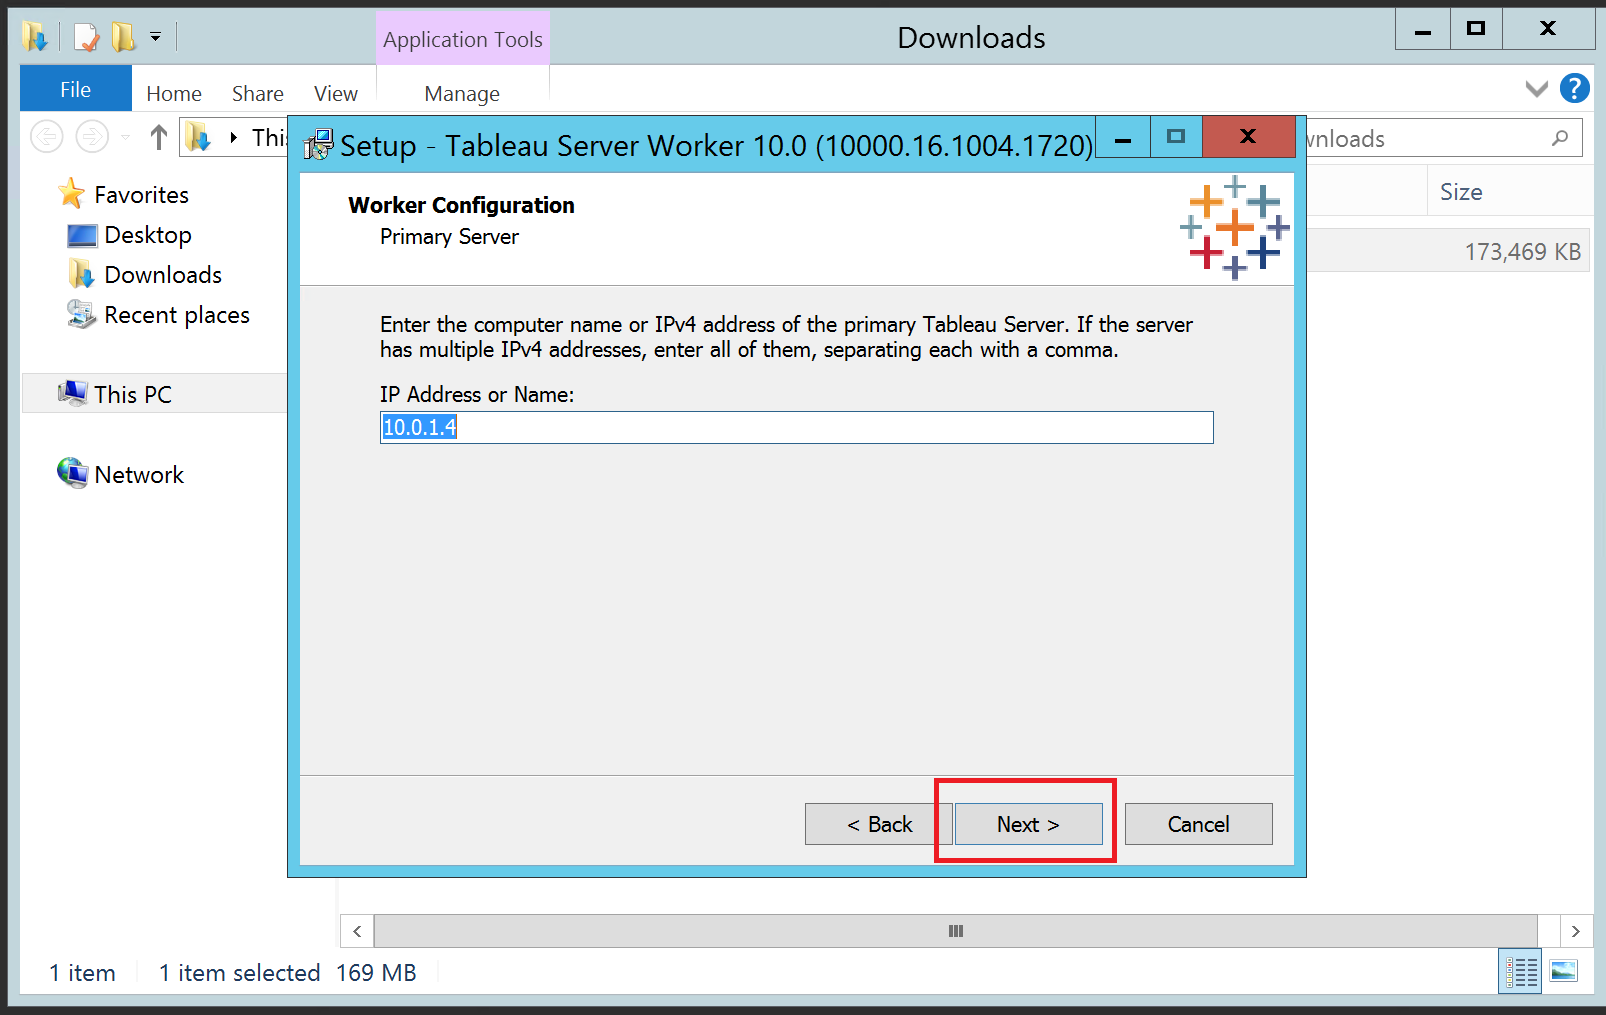 Application Tools
Downloads
File
Home
Share
View
Manage
?
Setup - Tableau Server Worker 10.0 (10000.16.1004.1720)
Favorites
Desktop
Downloads
Recent places
This PC
Network
Size
173,469 KB
Worker Configuration
Primary Server
Enter the computer name or IPv4 address of the primary Tableau Server. If the server
has multiple IPv4 addresses, enter all of them, separating each with a comma.
IP Address or Name:
10.0.1.4
< Back
Next >
Cancel
1 item
1 item selected 169 MB